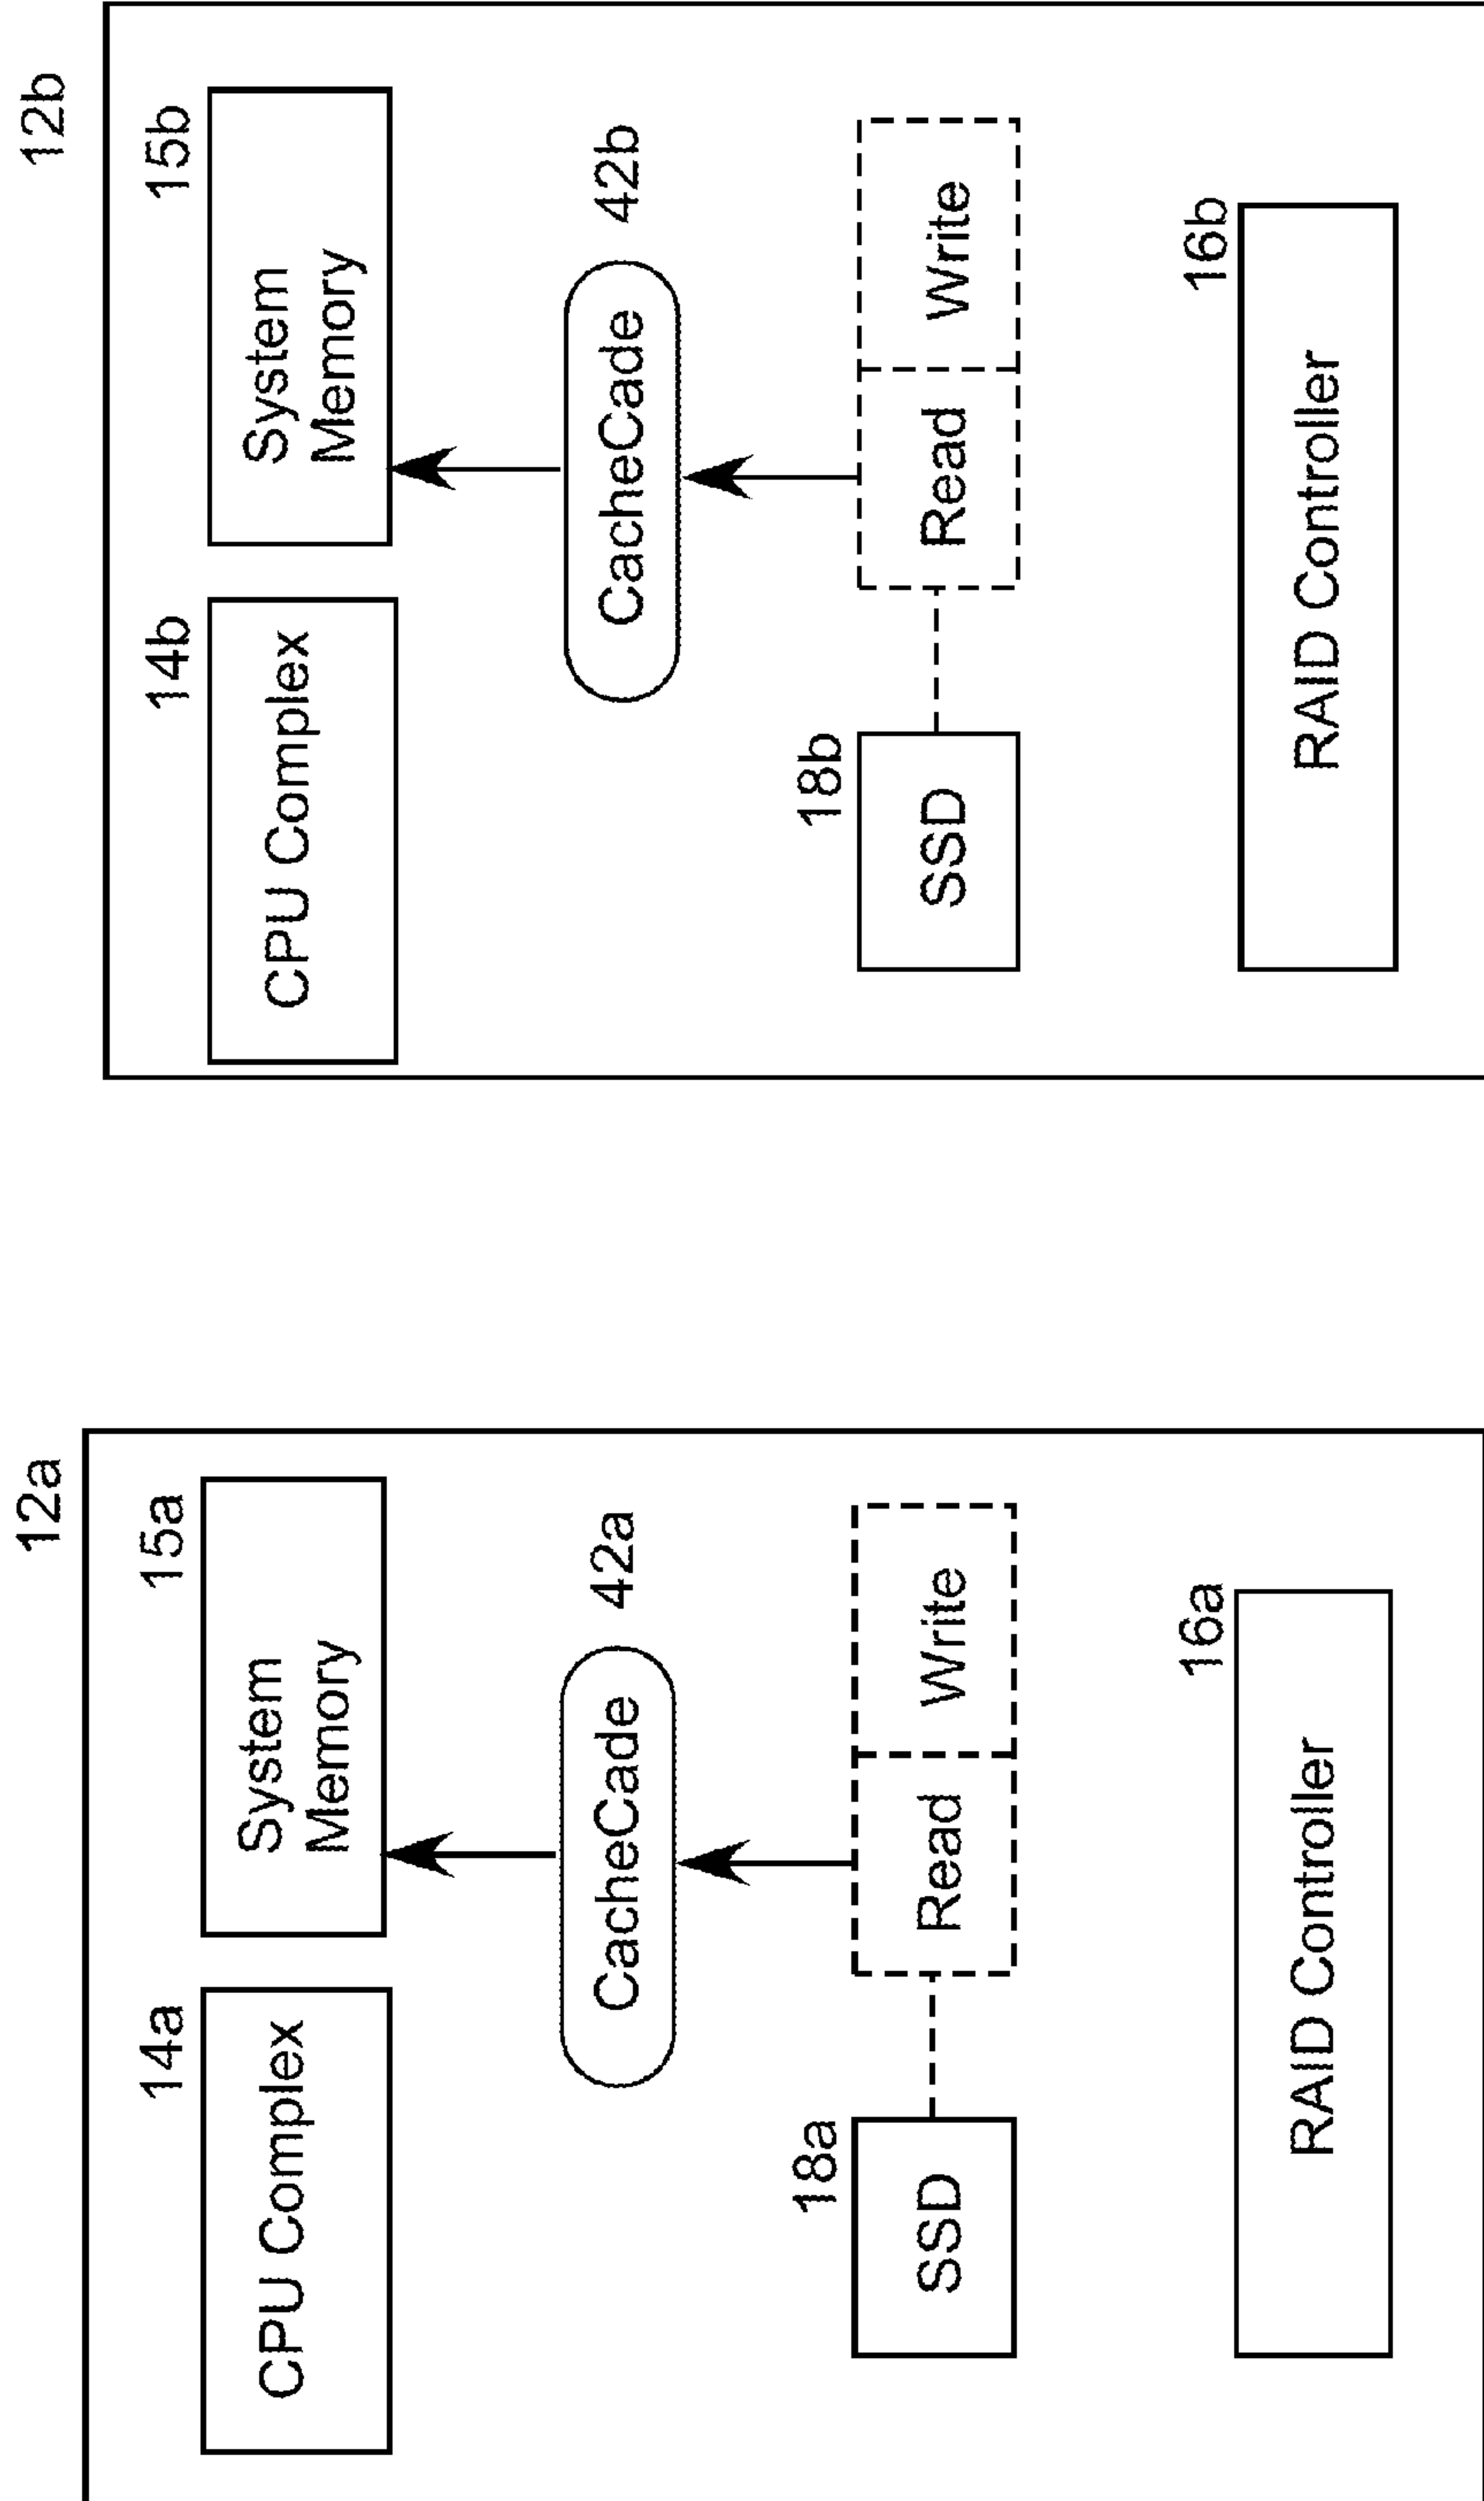 12a
14a
15a
CPU Complex
System
Memory
CacheCade
42a
18a
SSD
Read
Write
16a
RAID Controller
12b
14b
15b
CPU Complex
System
Memory
CacheCade
42b
18b
SSD
Read
Write
16b
RAID Controller